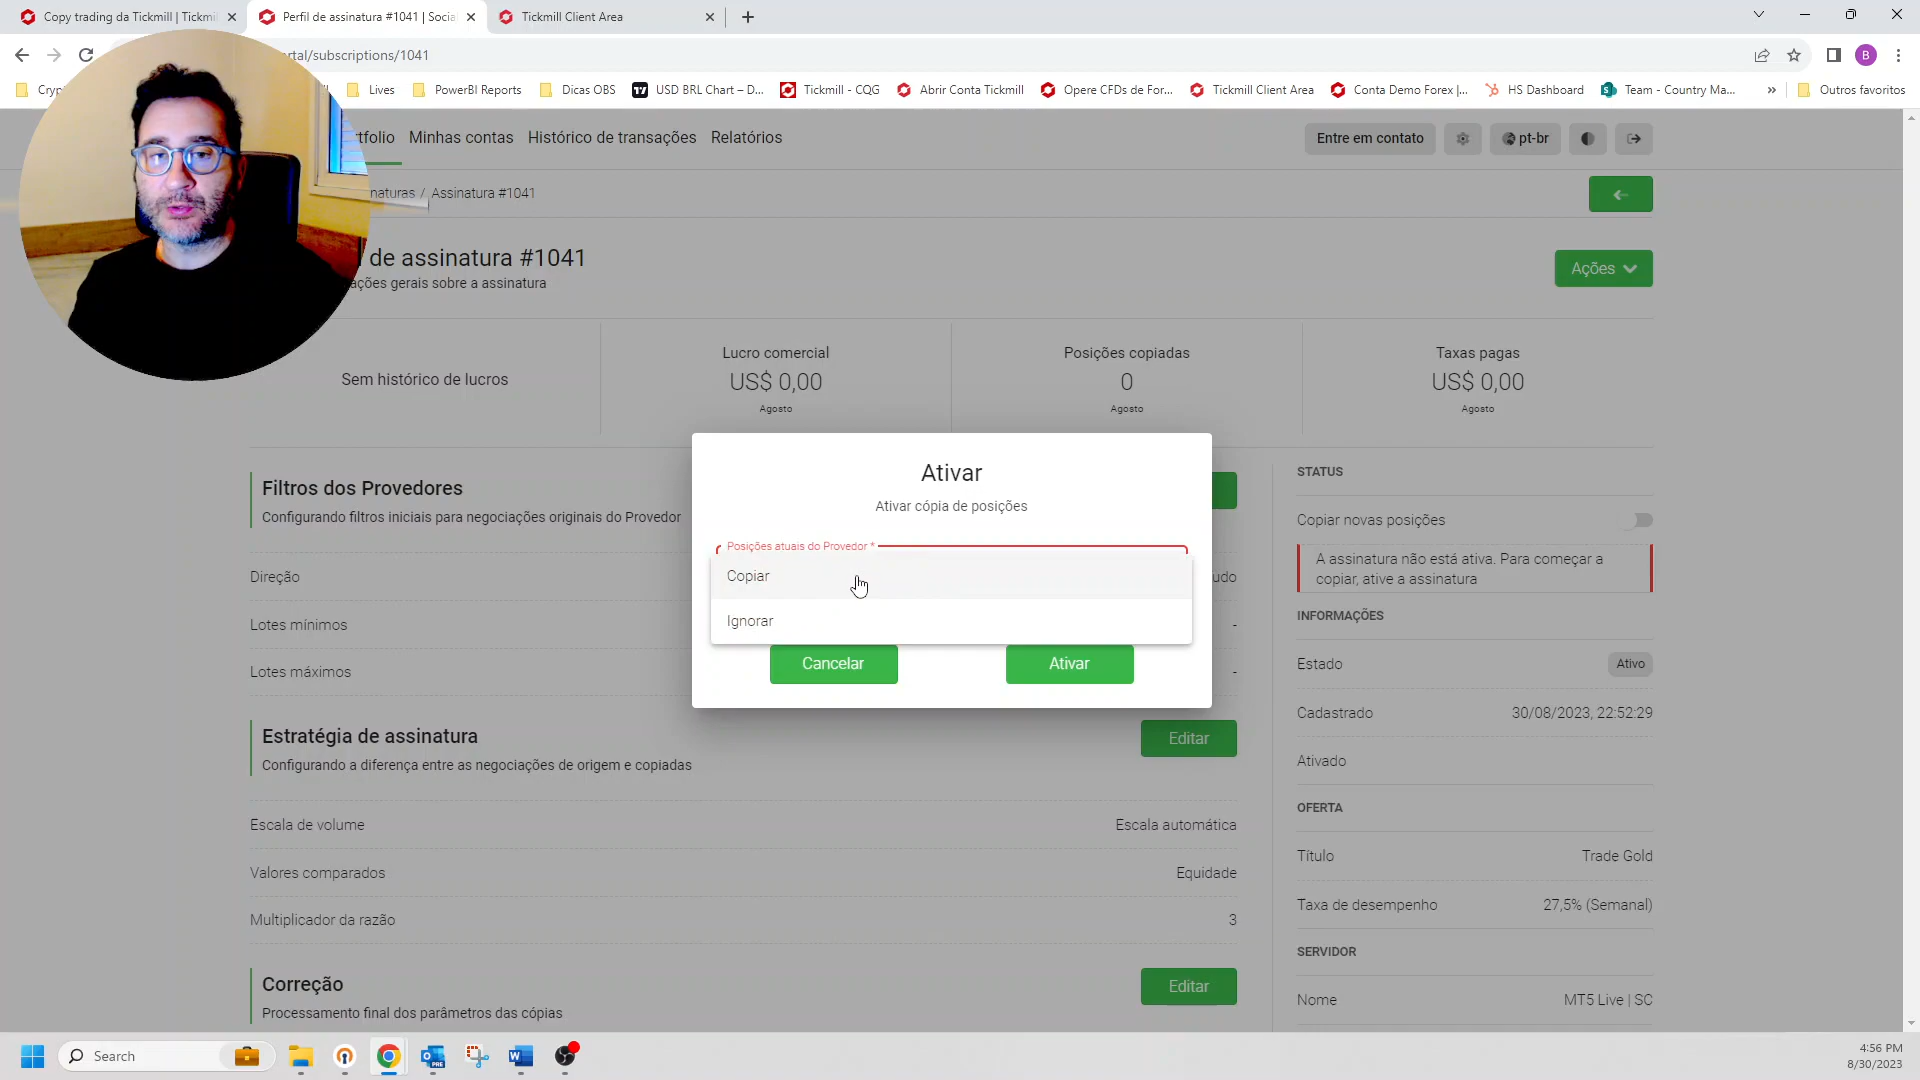 Copy trading da Tickmill | Tickmi
Perfil de assinatura #1041 | Socia
Tickmill Client Area
rtal/subscriptions/1041
B
Lives
PowerBI Reports
Dicas OBS
USD BRL Chart – D...
Tickmill - CQG
Abrir Conta Tickmill
Opere CFDs de For...
Tickmill Client Area
Conta Demo Forex |...
HS Dashboard
Team - Country Ma...
»
Outros favoritos
tfolio
Minhas contas
Histórico de transações
Relatórios
Entre em contato
pt-br
naturas / Assinatura #1041
l de assinatura #1041
ações gerais sobre a assinatura
Ações
Sem histórico de lucros
Lucro comercial
US$ 0,00
Agosto
Posições copiadas
0
Agosto
Taxas pagas
US$ 0,00
Agosto
Ativar
Ativar cópia de posições
Posições atuais do Provedor *
Copiar
Ignorar
Cancelar
Ativar
Filtros dos Provedores
Configurando filtros iniciais para negociações originais do Provedor
Direção
udo
Lotes mínimos
-
Lotes máximos
-
Estratégia de assinatura
Configurando a diferença entre as negociações de origem e copiadas
Editar
Escala de volume
Escala automática
Valores comparados
Equidade
Multiplicador da razão
3
Correção
Processamento final dos parâmetros das cópias
Editar
STATUS
Copiar novas posições
A assinatura não está ativa. Para começar a
copiar, ative a assinatura
INFORMAÇÕES
Estado
Ativo
Cadastrado
30/08/2023, 22:52:29
Ativado
OFERTA
Título
Trade Gold
Taxa de desempenho
27,5% (Semanal)
SERVIDOR
Nome
MT5 Live | SC
Search
4:56 PM
8/30/2023